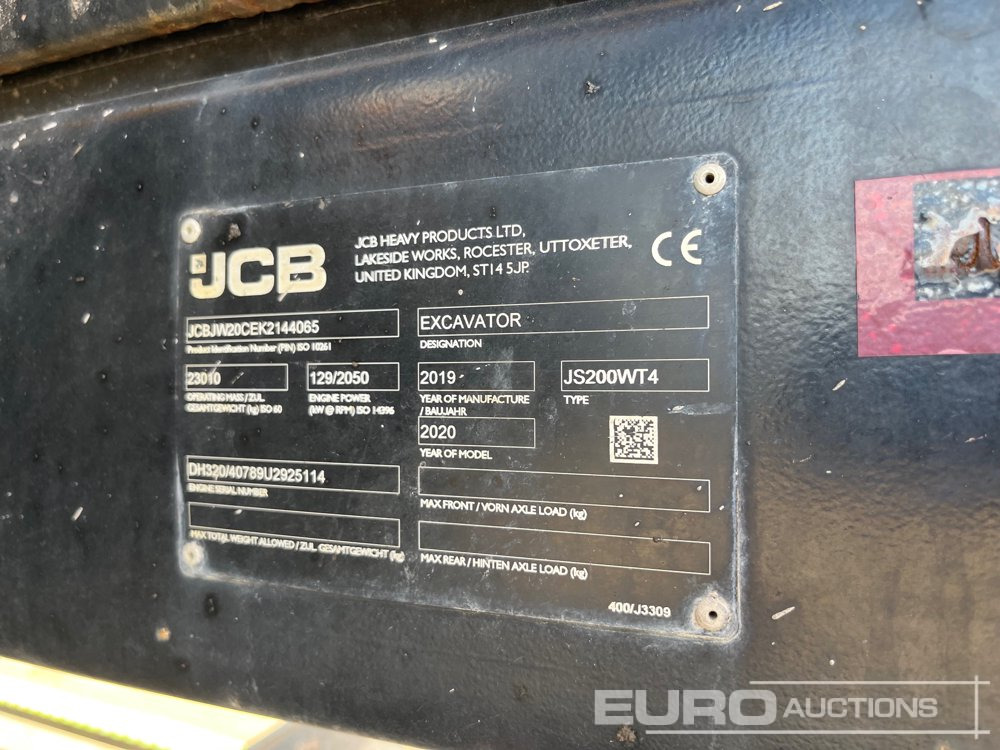 JCB
JCB HEAVY PRODUCTS LTD,
LAKESIDE WORKS, ROCESTER, UTTOXETER,
UNITED KINGDOM, ST14 5JP.
CE
JCBJW20CEK2144065
Product Identification Number (PIN) ISO 10261
EXCAVATOR
DESIGNATION
23010
OPERATING MASS / ZUL.
GESAMTGEWICHT (kg) ISO 60
129/2050
ENGINE POWER
(kW @ RPM) ISO 14396
2019
YEAR OF MANUFACTURE
/ BAUJAHR
JS200WT4
TYPE
2020
YEAR OF MODEL
DH320/40789U2925114
ENGINE SERIAL NUMBER
MAX FRONT / VORN AXLE LOAD (kg)
MAX TOTAL WEIGHT ALLOWED / ZUL. GESAMTGEWICHT (kg)
MAX REAR / HINTEN AXLE LOAD (kg)
400/J3309
EURO AUCTIONS